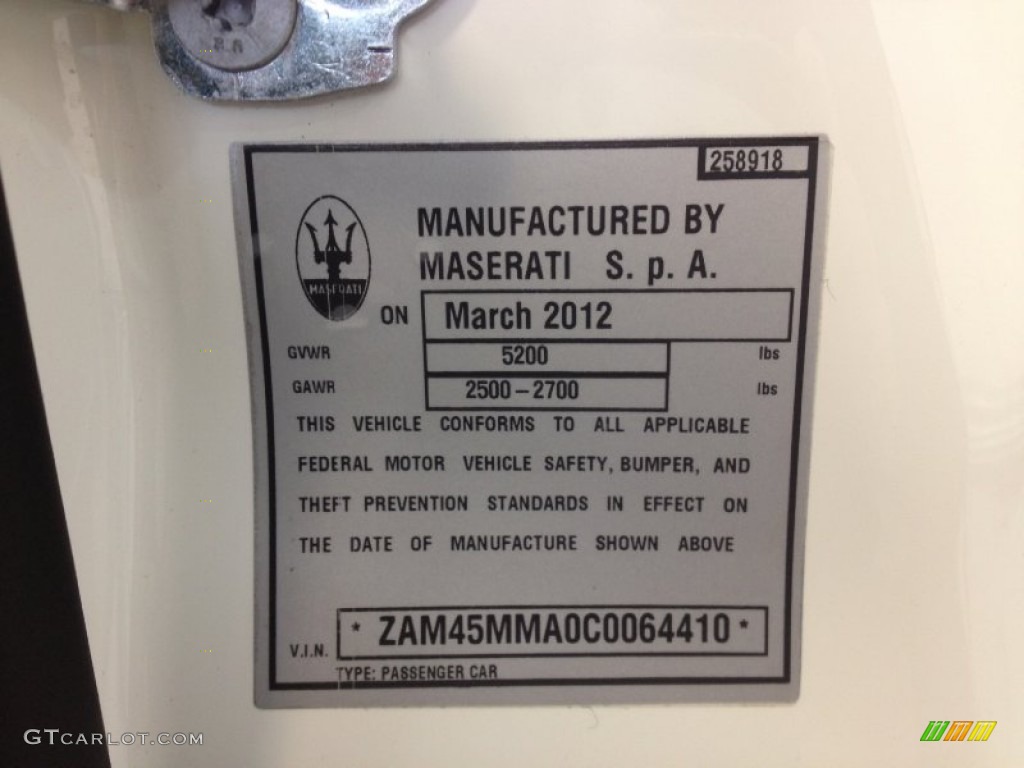 258918
MANUFACTURED BY
MASERATI S. p. A.
MASERATI
ON March 2012
GVWR 5200 lbs
GAWR 2500-2700 lbs
THIS VEHICLE CONFORMS TO ALL APPLICABLE
FEDERAL MOTOR VEHICLE SAFETY, BUMPER, AND
THEFT PREVENTION STANDARDS IN EFFECT ON
THE DATE OF MANUFACTURE SHOWN ABOVE
V.I.N. * ZAM45MMA0C0064410 *
TYPE: PASSENGER CAR
GTCARLOT.COM